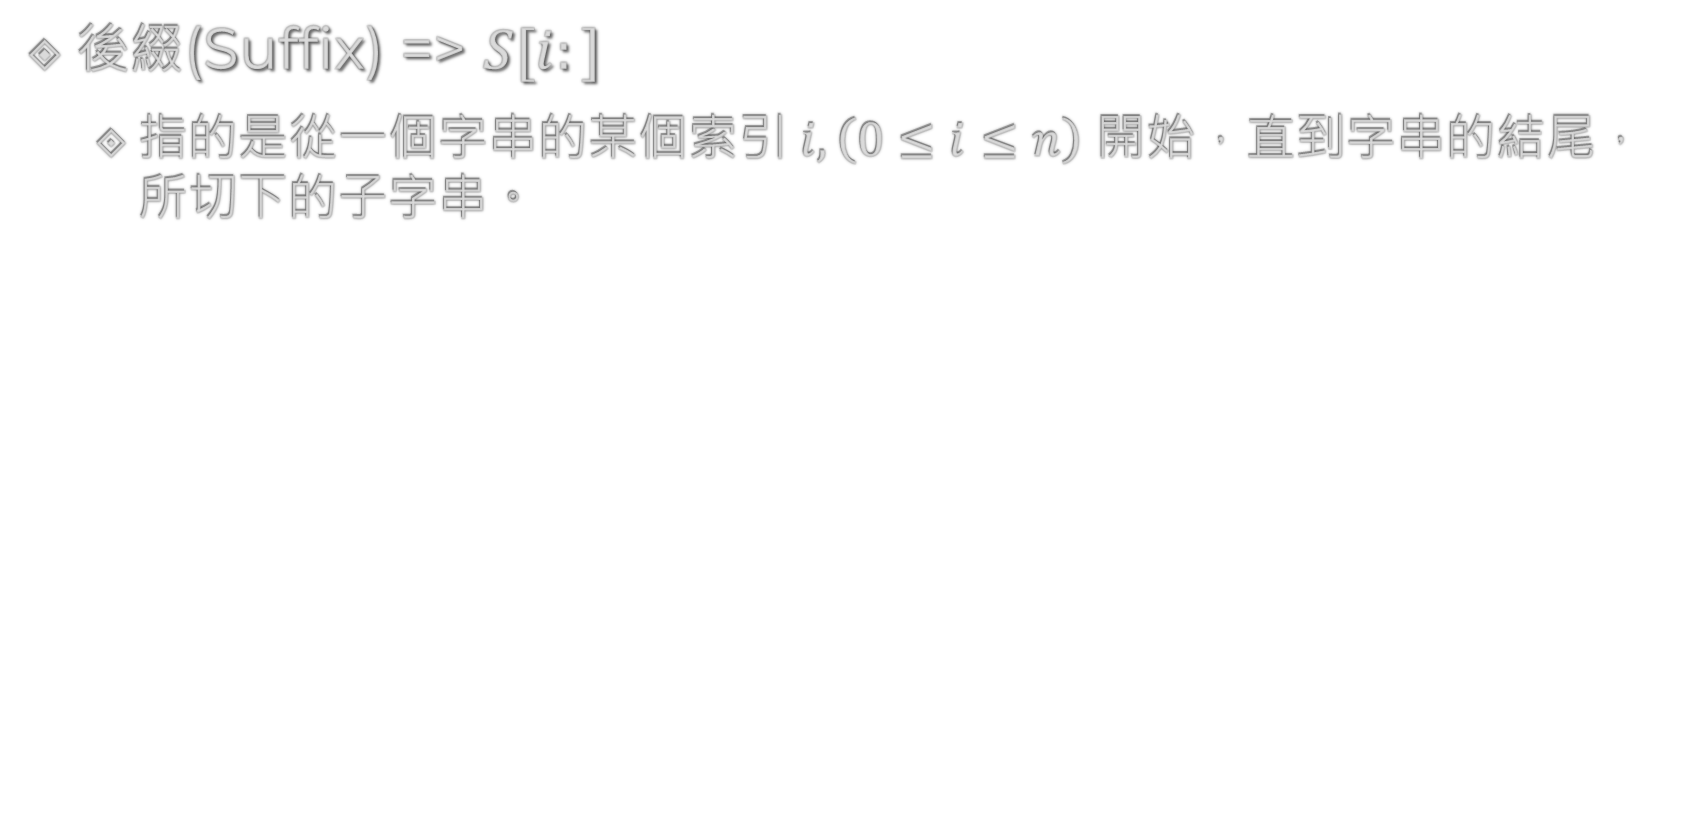 後綴(Suffix) => S[i:]
指的是從一個字串的某個索引 i,(0 ≤ i ≤ n) 開始，直到字串的結尾，
所切下的子字串。